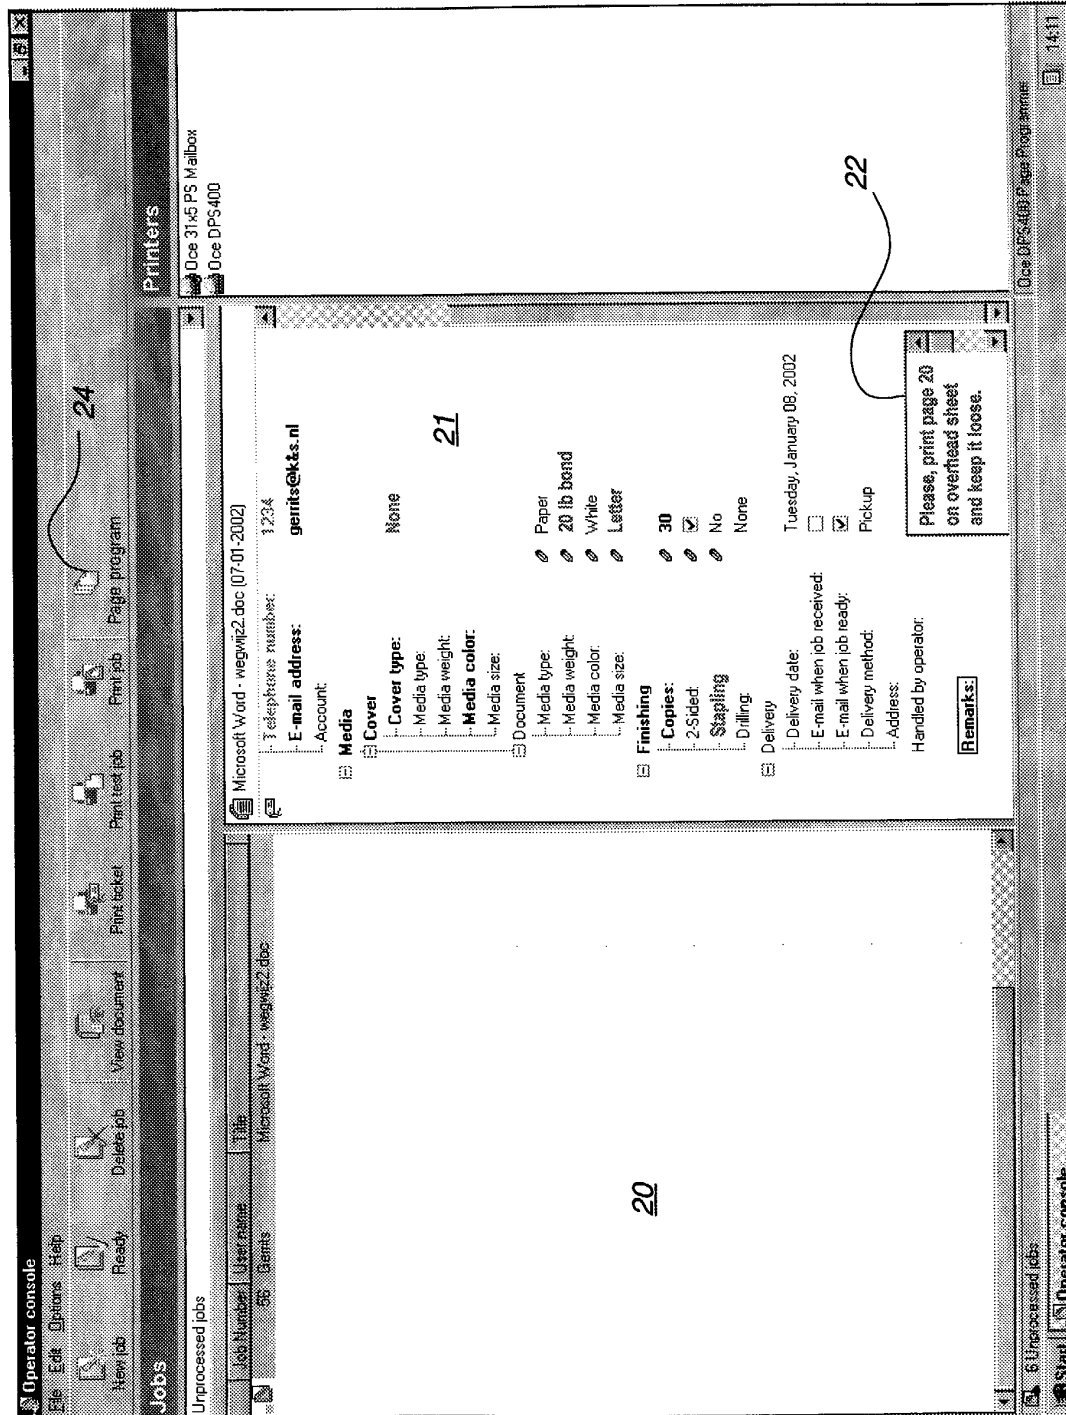 Operator console
File Edit Options Help
New job Ready Delete job View document Print ticket Print test job Print job Page program
24
Jobs
Printers
Unprocessed jobs
Job Number User name Title
56 Gerrits Microsoft Word - wegwijz2.doc
20
Microsoft Word - wegwijz2.doc (07-01-2002)
Telephone number: 1234
E-mail address: gerrits@k&s.nl
Account:
Media
Cover
Cover type: None
Media type:
Media weight:
Media color:
Media size:
Document
Media type: Paper
Media weight: 20 lb bond
Media color: White
Media size: Letter
Finishing
Copies: 30
2-Sided:
Stapling No
Drilling: None
Delivery
Delivery date: Tuesday, January 08, 2002
E-mail when job received:
E-mail when job ready:
Delivery method: Pickup
Address:
Handled by operator:
Remarks:
Please, print page 20
on overhead sheet
and keep it loose.
21
22
Oce 31x5 PS Mailbox
Oce DPS400
6 Unprocessed jobs
Oce DPS400 Page Programmer
Start Operator console
14:11